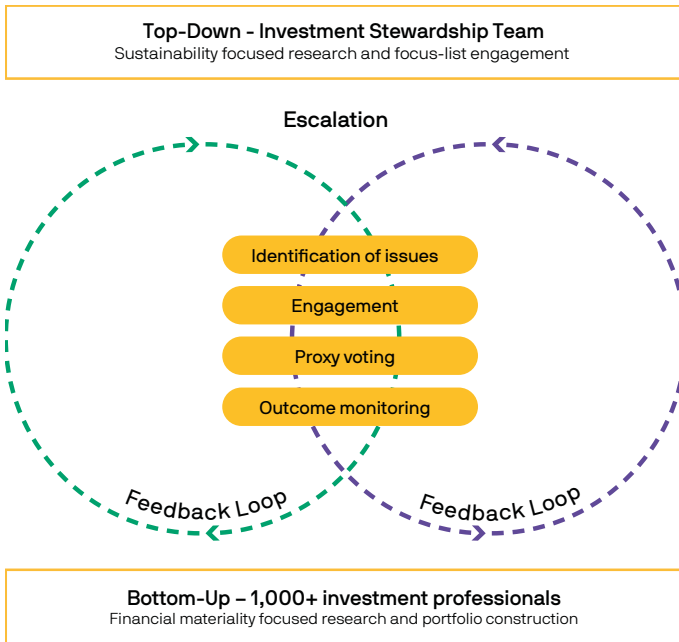 Top-Down - Investment Stewardship Team
Sustainability focused research and focus-list engagement
Escalation
Identification of issues
Engagement
Proxy voting
Outcome monitoring
Feedback Loop
Feedback Loop
Bottom-Up – 1,000+ investment professionals
Financial materiality focused research and portfolio construction